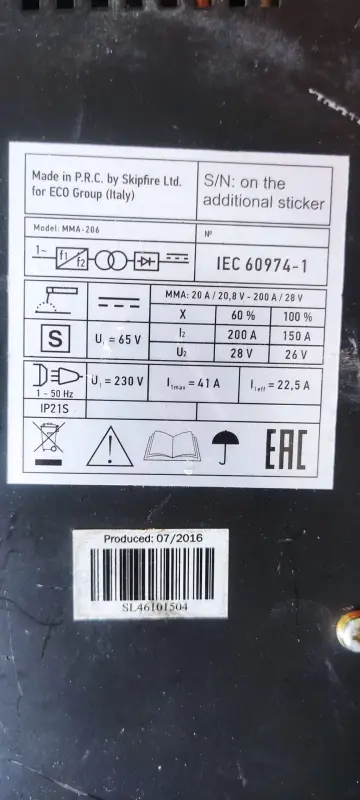 Made in P.R.C. by Skipfire Ltd.
for ECO Group (Italy)
S/N: on the
additional sticker
Model: MMA-206
№
1~ f1 f2
IEC 60974-1
MMA: 20 A / 20,8 V - 200 A / 28 V
X 60 % 100 %
S U₁ = 65 V I₂ 200 A 150 A
U₂ 28 V 26 V
1 ~ 50 Hz U₁ = 230 V I₁max = 41 A I₁eff = 22,5 A
IP21S
EAC
Produced: 07/2016
SL46101504